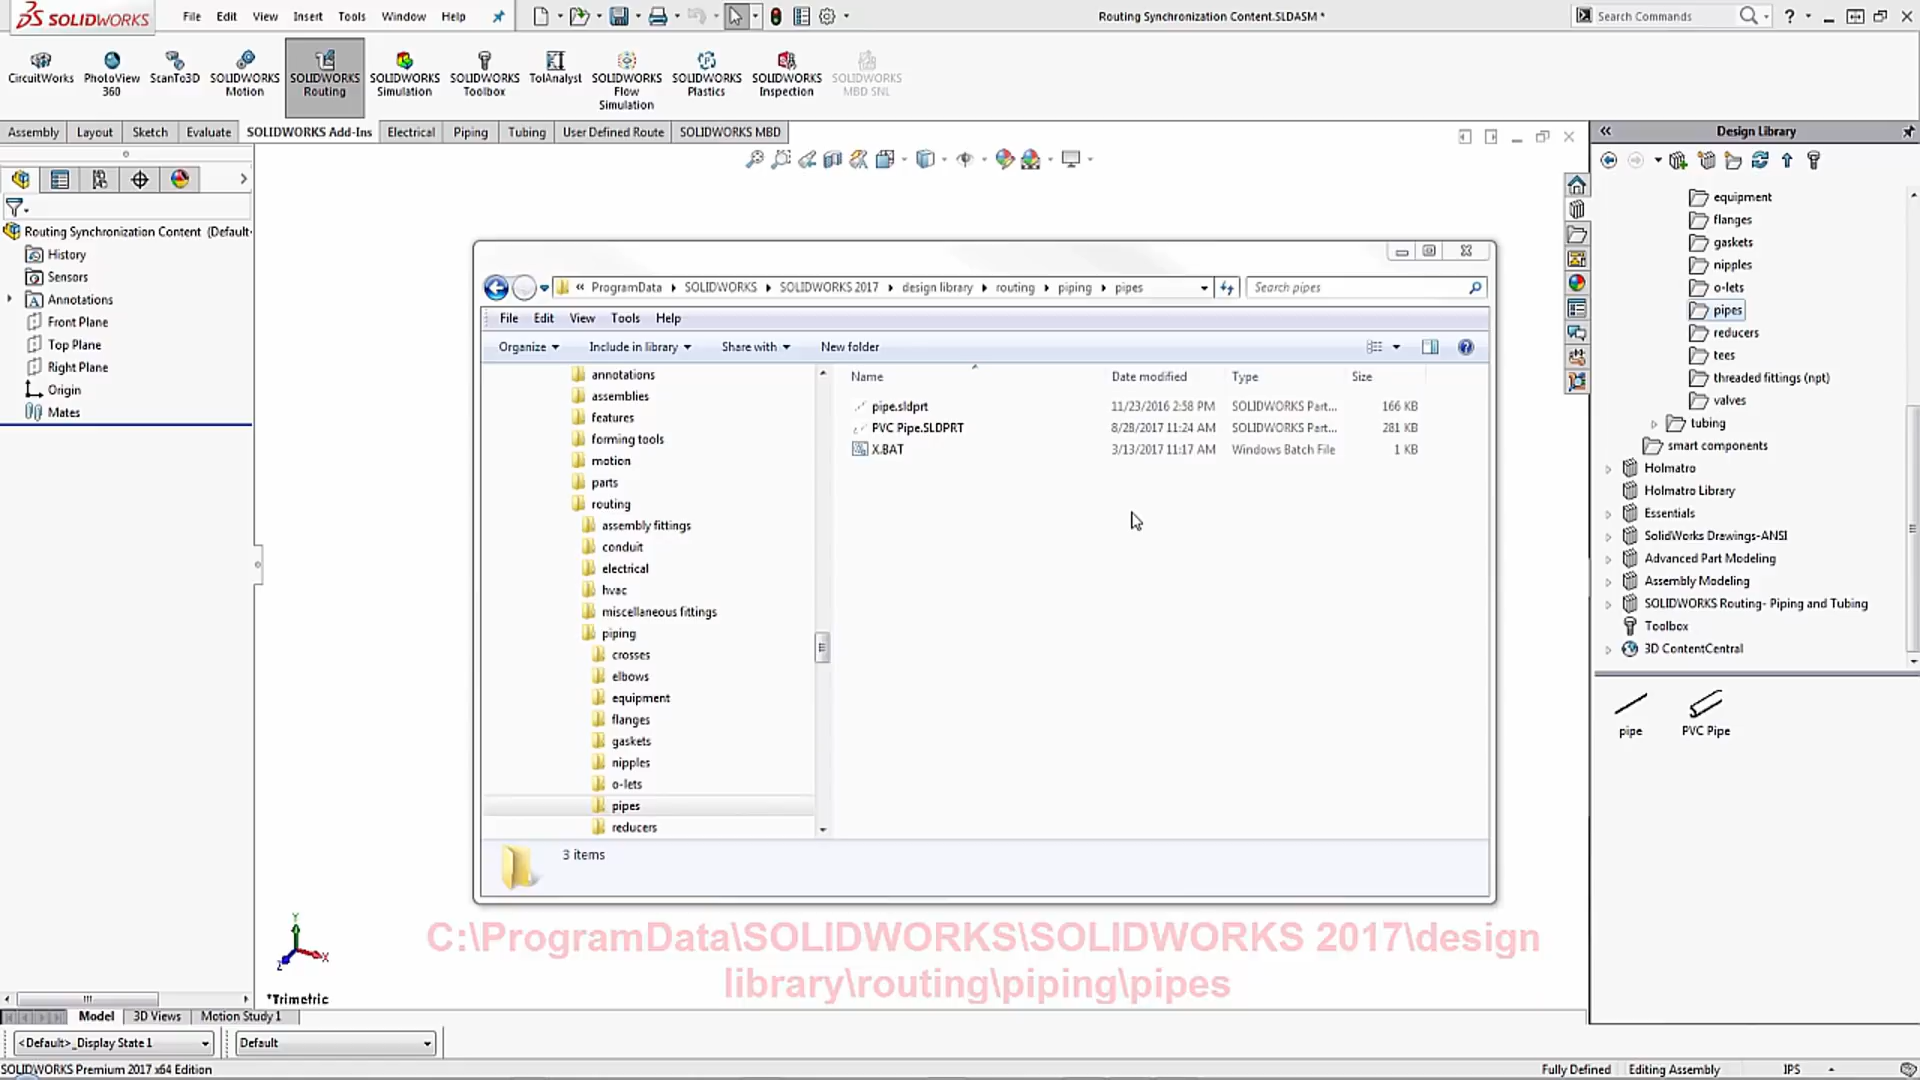 SOLIDWORKS File Edit View Insert Tools Window Help Routing Synchronization Content.SLDASM * Search Commands
CircuitWorks PhotoView 360 ScanTo3D SOLIDWORKS Motion SOLIDWORKS Routing SOLIDWORKS Simulation SOLIDWORKS Toolbox TolAnalyst SOLIDWORKS Flow Simulation SOLIDWORKS Plastics SOLIDWORKS Inspection SOLIDWORKS MBD SNL
Assembly Layout Sketch Evaluate SOLIDWORKS Add-Ins Electrical Piping Tubing User Defined Route SOLIDWORKS MBD
Routing Synchronization Content (Default
History
Sensors
Annotations
Front Plane
Top Plane
Right Plane
Origin
Mates
« ProgramData SOLIDWORKS SOLIDWORKS 2017 design library routing piping pipes Search pipes
File Edit View Tools Help
Organize Include in library Share with New folder
annotations
assemblies
features
forming tools
motion
parts
routing
assembly fittings
conduit
electrical
hvac
miscellaneous fittings
piping
crosses
elbows
equipment
flanges
gaskets
nipples
o-lets
pipes
reducers
Name Date modified Type Size
pipe.sldprt 11/23/2016 2:58 PM SOLIDWORKS Part... 166 KB
PVC Pipe.SLDPRT 8/28/2017 11:24 AM SOLIDWORKS Part... 281 KB
X.BAT 3/13/2017 11:17 AM Windows Batch File 1 KB
3 items
C:\ProgramData\SOLIDWORKS\SOLIDWORKS 2017\design
library\routing\piping\pipes
Design Library
equipment
flanges
gaskets
nipples
o-lets
pipes
reducers
tees
threaded fittings (npt)
valves
tubing
smart components
Holmatro
Holmatro Library
Essentials
SolidWorks Drawings-ANSI
Advanced Part Modeling
Assembly Modeling
SOLIDWORKS Routing- Piping and Tubing
Toolbox
3D ContentCentral
pipe PVC Pipe
Y
X
Z
*Trimetric
Model 3D Views Motion Study 1
<Default>_Display State 1 Default
SOLIDWORKS Premium 2017 x64 Edition Fully Defined Editing Assembly IPS